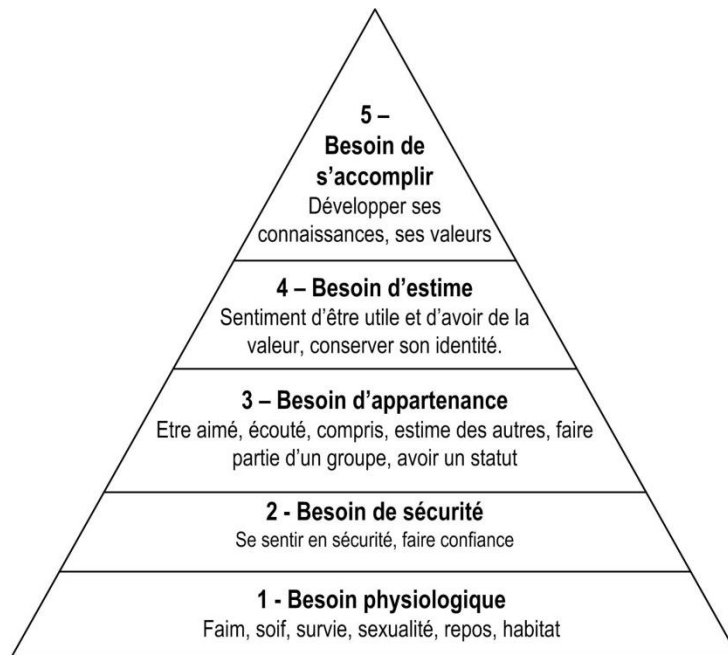 5 –
Besoin de
s’accomplir
Développer ses
connaissances, ses valeurs
4 – Besoin d’estime
Sentiment d’être utile et d’avoir de la
valeur, conserver son identité.
3 – Besoin d’appartenance
Etre aimé, écouté, compris, estime des autres, faire
partie d’un groupe, avoir un statut
2 - Besoin de sécurité
Se sentir en sécurité, faire confiance
1 - Besoin physiologique
Faim, soif, survie, sexualité, repos, habitat